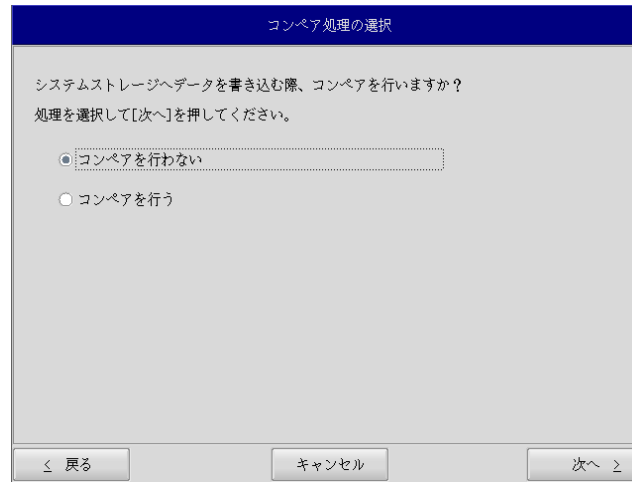 コンペア処理の選択
システムストレージへデータを書き込む際、コンペアを行いますか？
処理を選択して[次へ]を押してください。
コンペアを行わない
コンペアを行う
< 戻る
キャンセル
次へ >